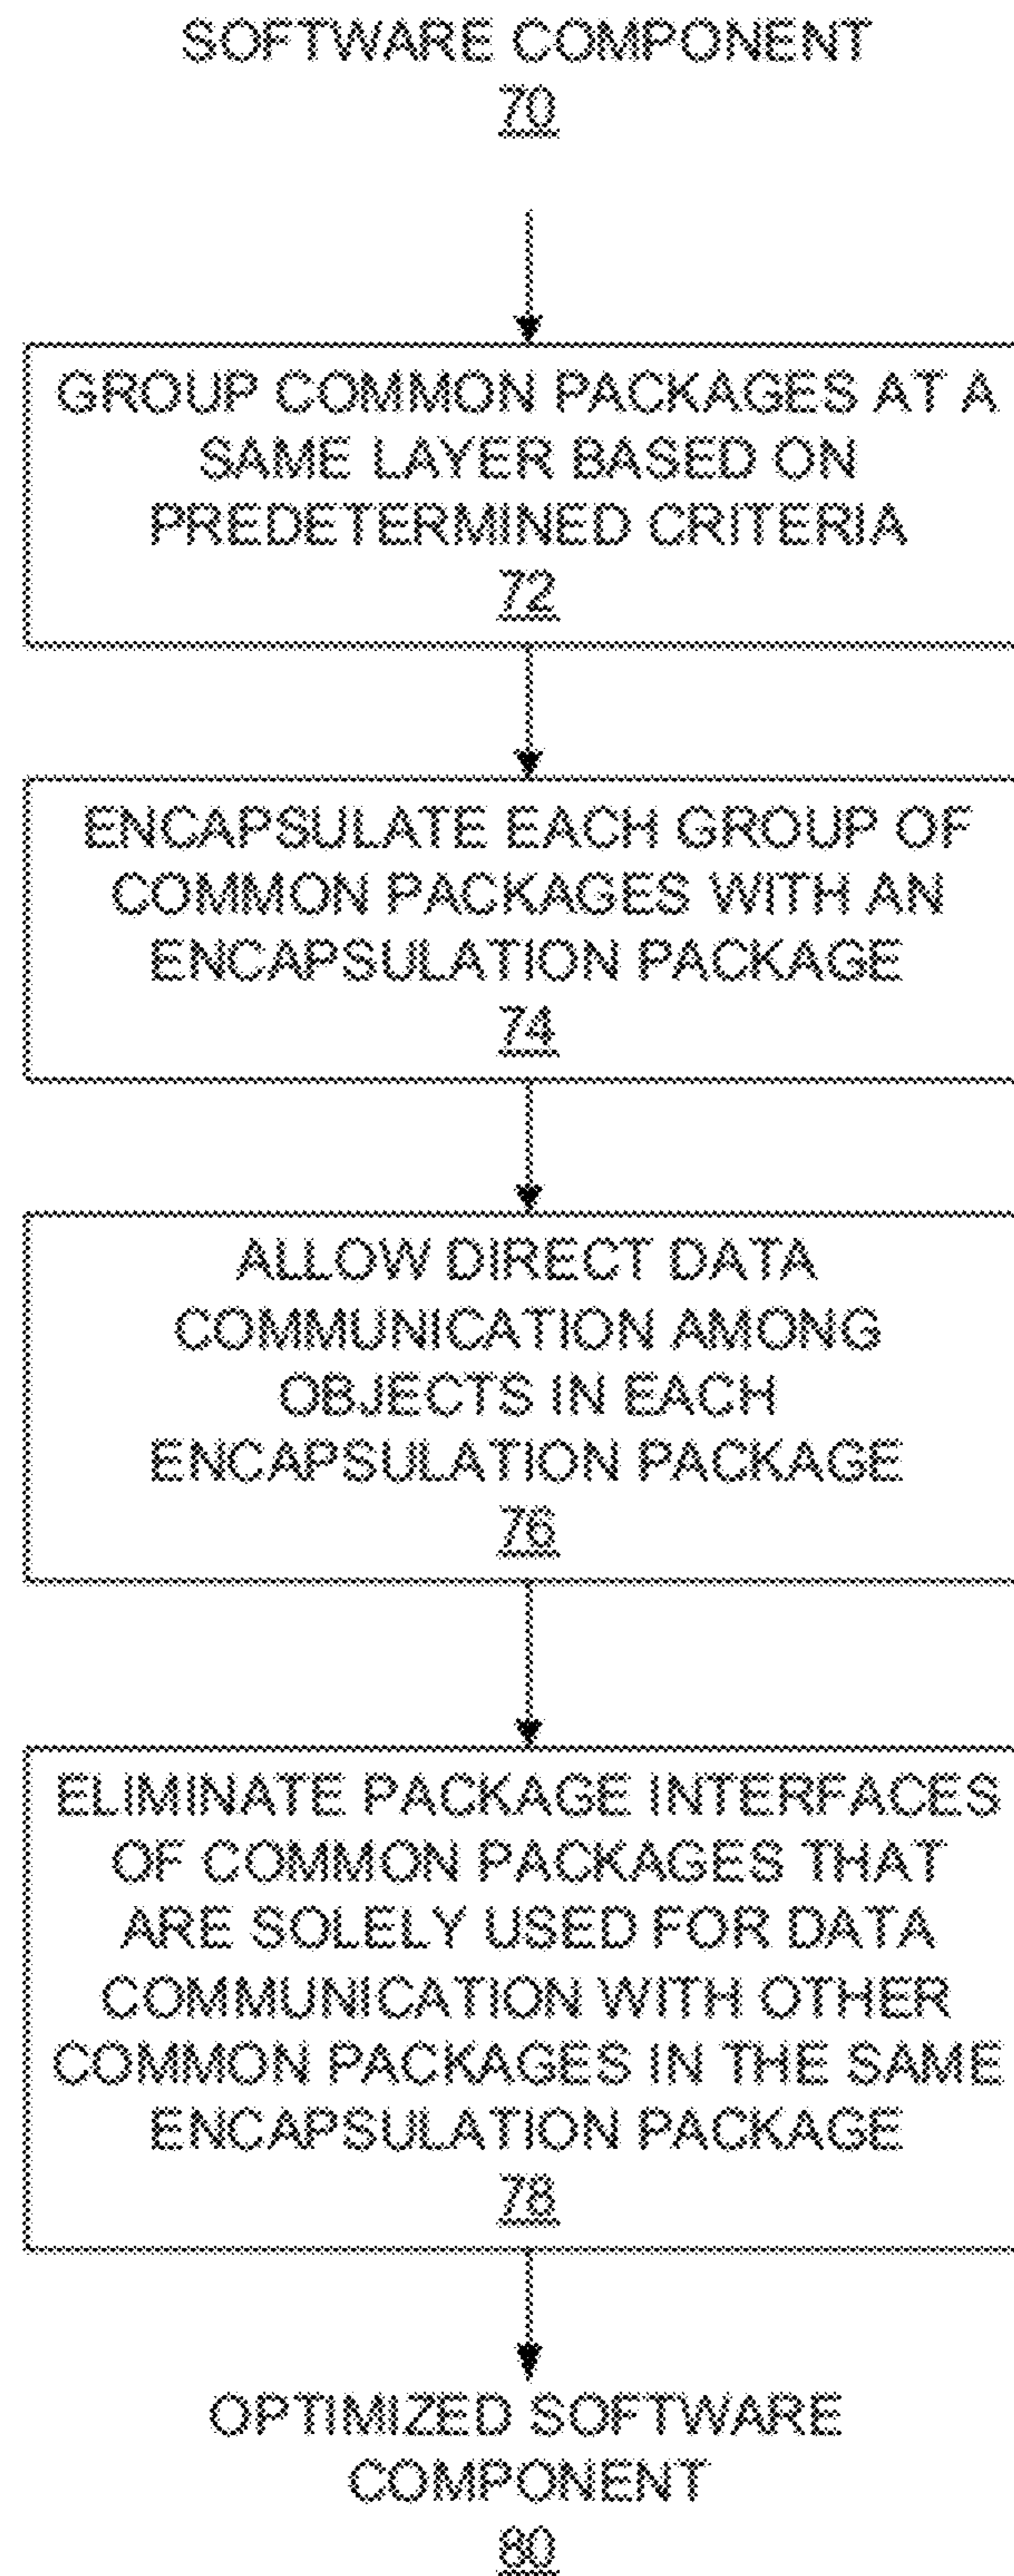 SOFTWARE COMPONENT
70
GROUP COMMON PACKAGES AT A
SAME LAYER BASED ON
PREDETERMINED CRITERIA
72
ENCAPSULATE EACH GROUP OF
COMMON PACKAGES WITH AN
ENCAPSULATION PACKAGE
74
ALLOW DIRECT DATA
COMMUNICATION AMONG
OBJECTS IN EACH
ENCAPSULATION PACKAGE
76
ELIMINATE PACKAGE INTERFACES
OF COMMON PACKAGES THAT
ARE SOLELY USED FOR DATA
COMMUNICATION WITH OTHER
COMMON PACKAGES IN THE SAME
ENCAPSULATION PACKAGE
78
OPTIMIZED SOFTWARE
COMPONENT
80